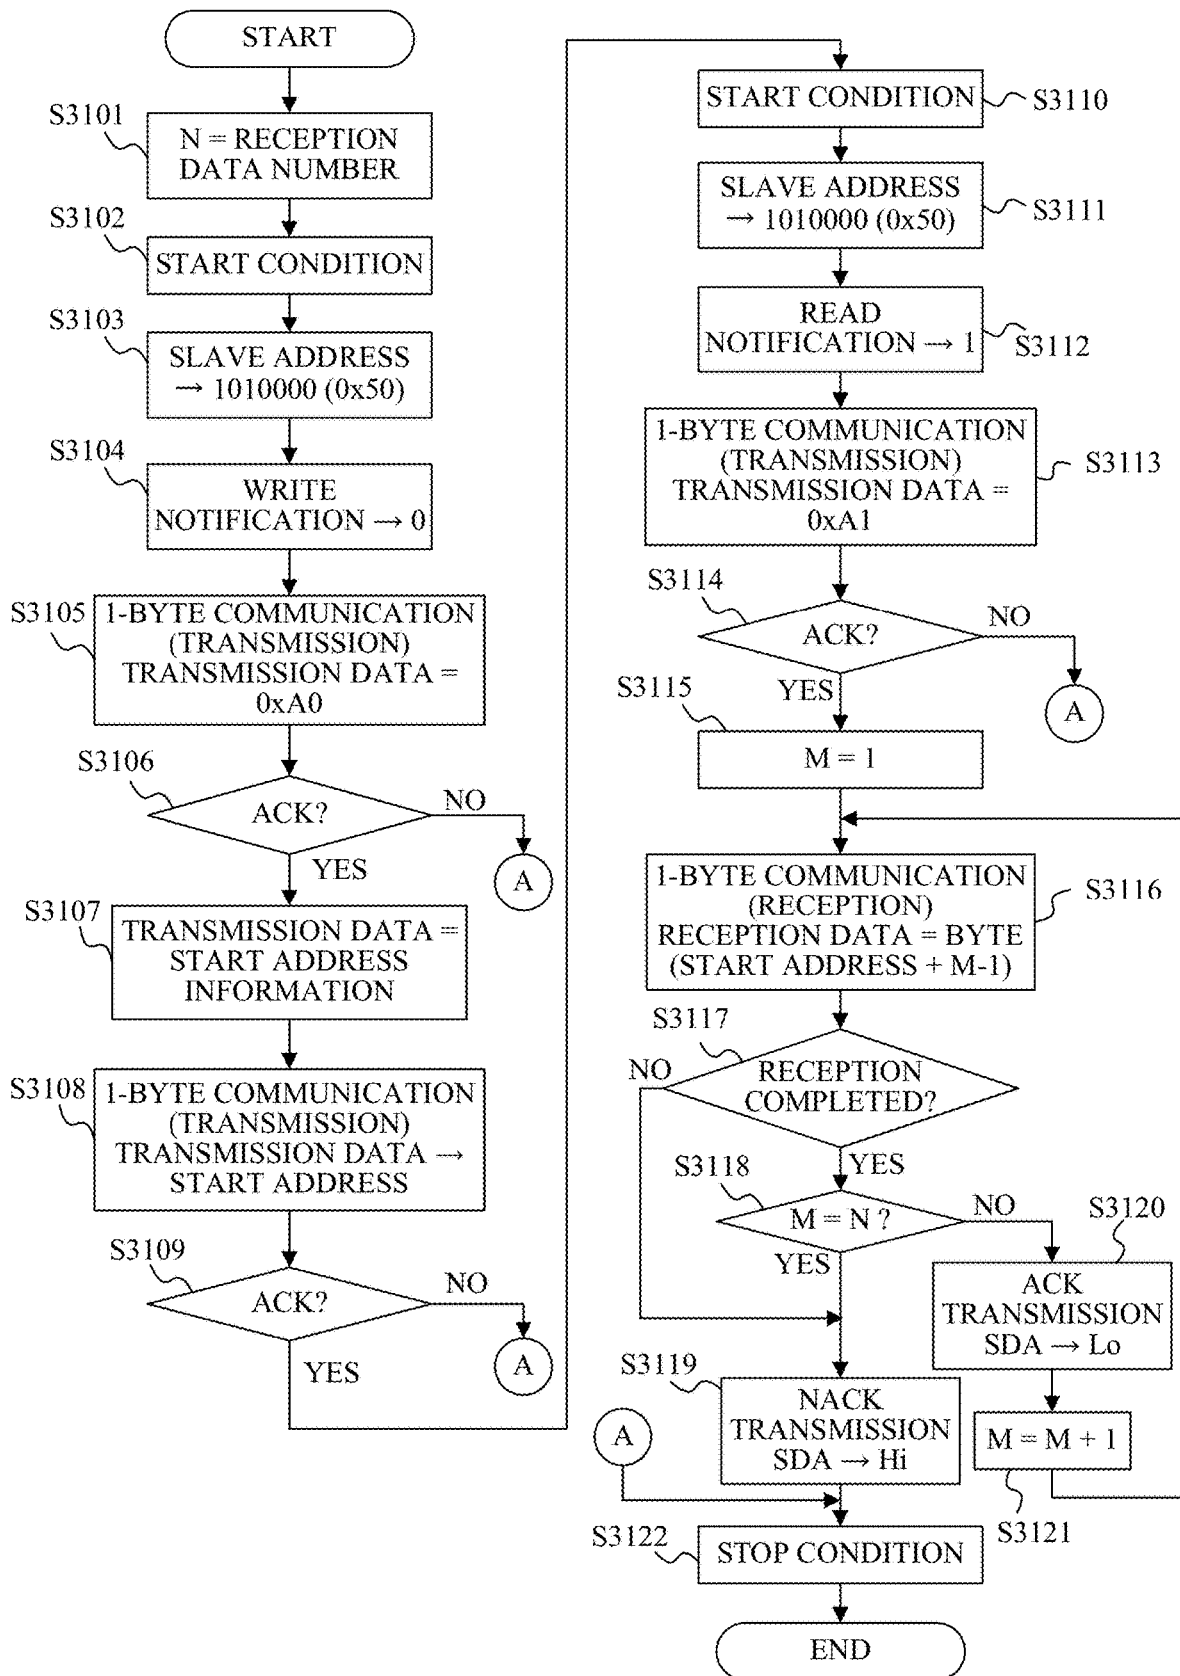 START
S3101
N = RECEPTION
DATA NUMBER
S3102
START CONDITION
S3103
SLAVE ADDRESS
→ 1010000 (0x50)
S3104
WRITE
NOTIFICATION → 0
S3105
1-BYTE COMMUNICATION
(TRANSMISSION)
TRANSMISSION DATA =
0xA0
S3106
ACK?
NO
YES
A
S3107
TRANSMISSION DATA =
START ADDRESS
INFORMATION
S3108
1-BYTE COMMUNICATION
(TRANSMISSION)
TRANSMISSION DATA →
START ADDRESS
S3109
ACK?
NO
YES
A
START CONDITION
S3110
SLAVE ADDRESS
→ 1010000 (0x50)
S3111
READ
NOTIFICATION → 1
S3112
1-BYTE COMMUNICATION
(TRANSMISSION)
TRANSMISSION DATA =
0xA1
S3113
S3114
ACK?
NO
YES
A
S3115
M = 1
1-BYTE COMMUNICATION
(RECEPTION)
RECEPTION DATA = BYTE
(START ADDRESS + M-1)
S3116
S3117
NO
RECEPTION
COMPLETED?
YES
S3118
M = N ?
NO
YES
S3120
ACK
TRANSMISSION
SDA → Lo
S3119
NACK
TRANSMISSION
SDA → Hi
M = M + 1
S3121
A
S3122
STOP CONDITION
END